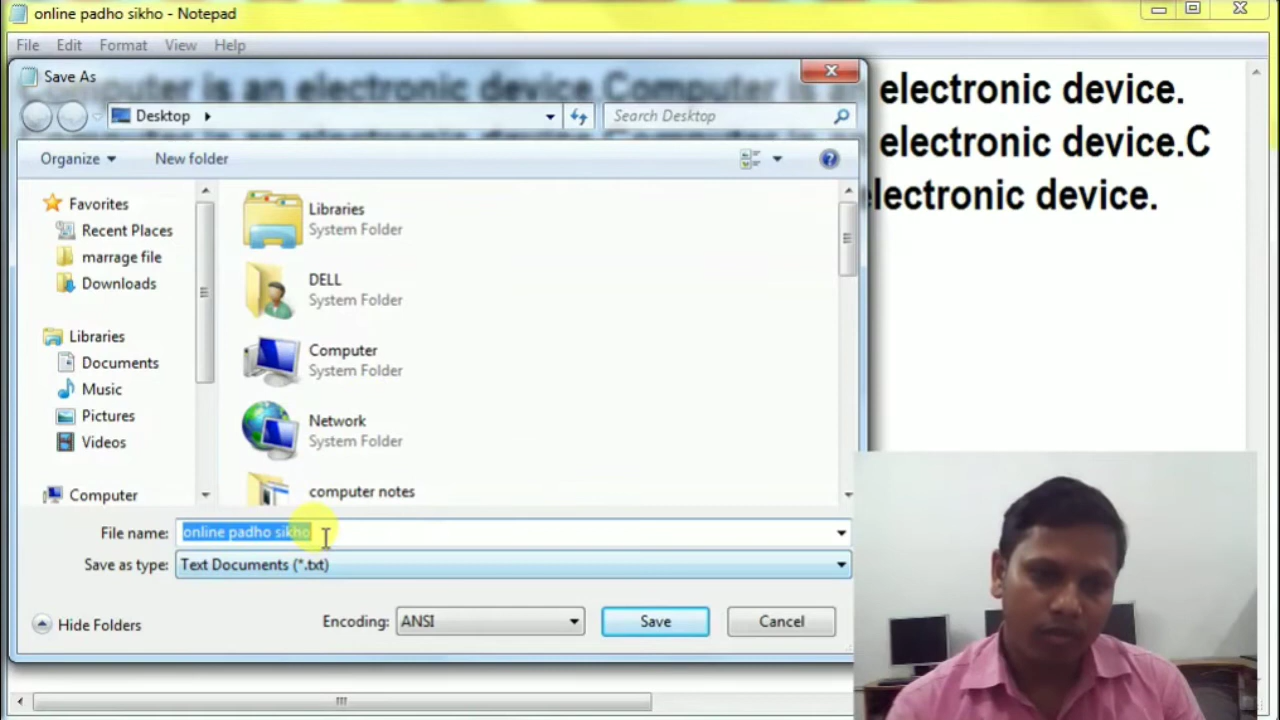 online padho sikho - Notepad
File Edit Format View Help
Save As
electronic device.
electronic device.C
electronic device.
Desktop
Search Desktop
Organize New folder
Favorites
Recent Places
marrage file
Downloads
Libraries
Documents
Music
Pictures
Videos
Computer
Libraries
System Folder
DELL
System Folder
Computer
System Folder
Network
System Folder
computer notes
File name: online padho sikho
Save as type: Text Documents (*.txt)
Hide Folders Encoding: ANSI Save Cancel